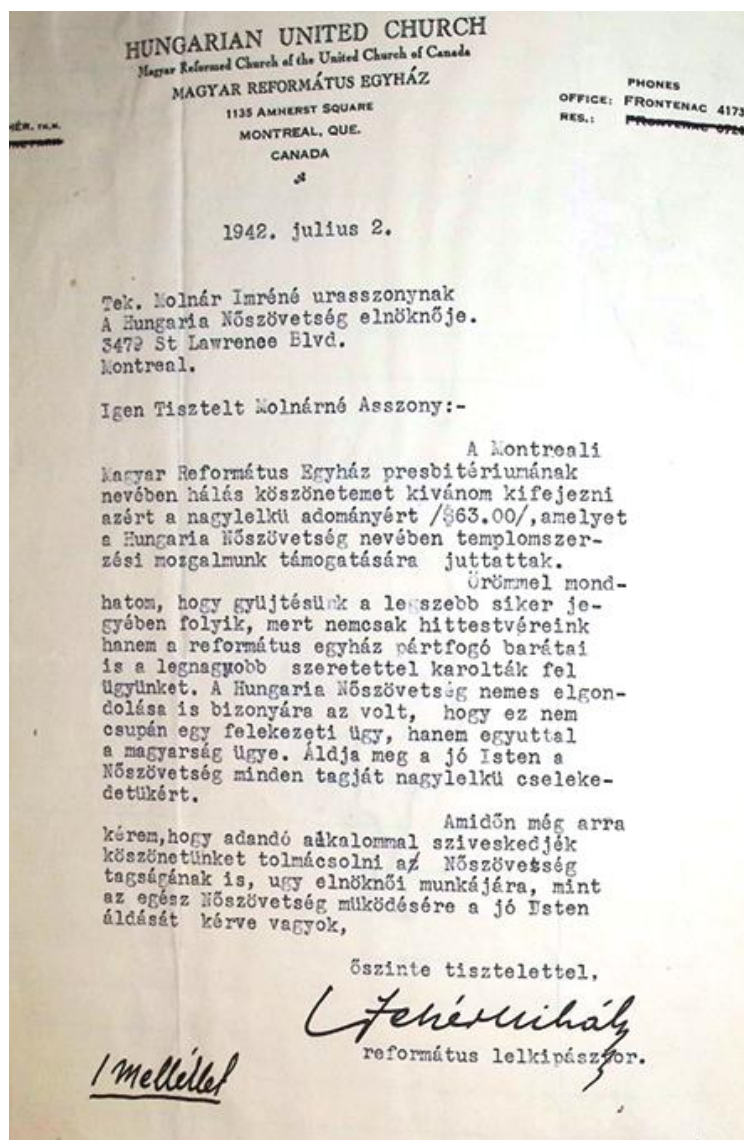 HUNGARIAN UNITED CHURCH
Magyar Reformed Church of the United Church of Canada
MAGYAR REFORMÁTUS EGYHÁZ
1135 AMHERST SQUARE
MONTREAL, QUE.
CANADA
PHONES
OFFICE: FRONTENAC 4173
RES.: FRONTENAC
1942. julius 2.
Tek. Molnár Imréné urasszonynak
A Hungaria Nőszövetség elnöknője.
3479 St Lawrence Blvd.
Montreal.
Igen Tisztelt Molnárné Asszony:-
A Montreali
Magyar Református Egyház presbitériumának
nevében hálás köszönetemet kivánom kifejezni
azért a nagylelkü adományért /$63.00/,amelyet
a Hungaria Nőszövetség nevében templomszer-
zési mozgalmunk támogatására juttattak.
Örömmel mond-
hatom, hogy gyüjtésünk a legszebb siker je-
gyében folyik, mert nemcsak hittestvéreink
hanem a református egyház pártfogó barátai
is a legnagyobb szeretettel karolták fel
ügyünket. A Hungaria Nőszövetség nemes elgon-
dolása is bizonyára az volt, hogy ez nem
csupán egy felekezeti ügy, hanem egyuttal
a magyarság ügye. Áldja meg a jó Isten a
Nőszövetség minden tagját nagylelkü cseleke-
detükért.
Amidőn még arra
kérem,hogy adandó alkalommal sziveskedjék
köszönetünket tolmácsolni a Nőszövetség
tagságának is, ugy elnöknői munkájára, mint
az egész Nőszövetség müködésére a jó Isten
áldását kérve vagyok,
őszinte tisztelettel,
Fehér Mihály
református lelkipásztor.
1 melléklet